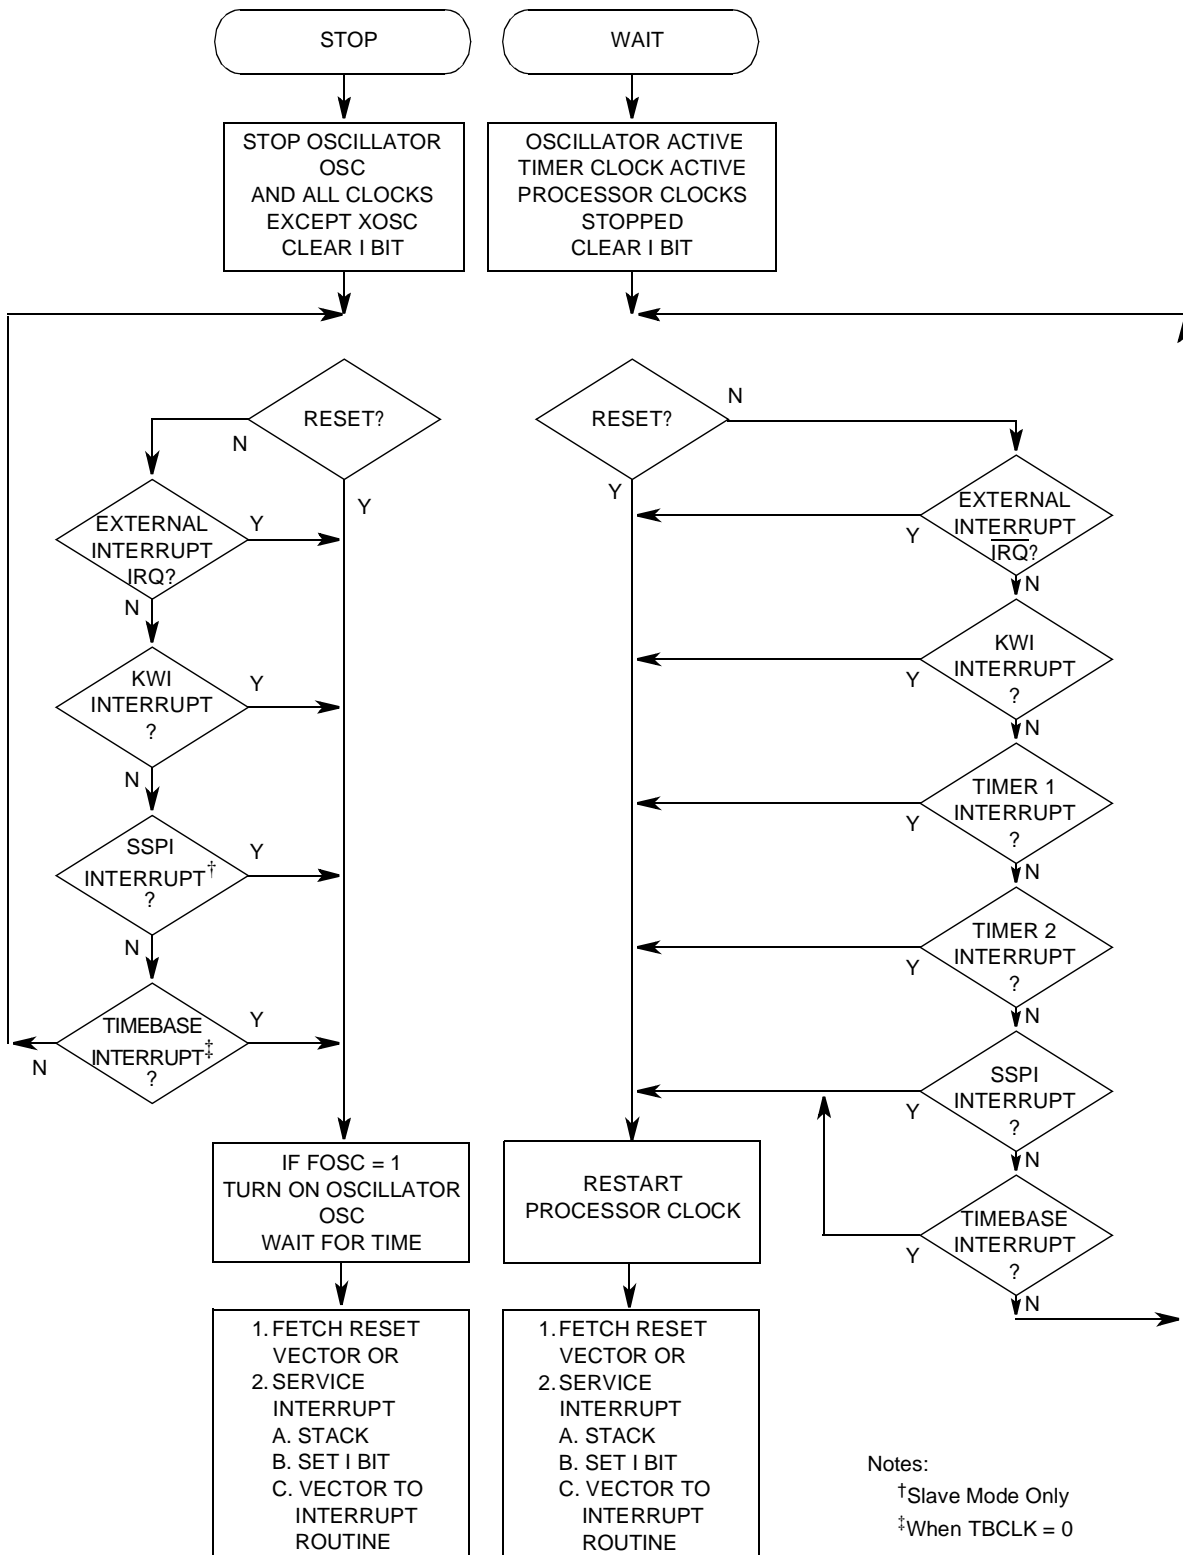 STOP
STOP OSCILLATOR
OSC
AND ALL CLOCKS
EXCEPT XOSC
CLEAR I BIT
RESET?
N
Y
EXTERNAL
INTERRUPT
IRQ?
Y
N
KWI
INTERRUPT
?
Y
N
SSPI
INTERRUPT†
?
Y
N
TIMEBASE
INTERRUPT‡
?
Y
N
IF FOSC = 1
TURN ON OSCILLATOR
OSC
WAIT FOR TIME
1. FETCH RESET
VECTOR OR
2. SERVICE
INTERRUPT
A. STACK
B. SET I BIT
C. VECTOR TO
INTERRUPT
ROUTINE
WAIT
OSCILLATOR ACTIVE
TIMER CLOCK ACTIVE
PROCESSOR CLOCKS
STOPPED
CLEAR I BIT
RESET?
N
Y
EXTERNAL
INTERRUPT
IRQ?
Y
N
KWI
INTERRUPT
?
Y
N
TIMER 1
INTERRUPT
?
Y
N
TIMER 2
INTERRUPT
?
Y
N
SSPI
INTERRUPT
?
Y
N
TIMEBASE
INTERRUPT
?
Y
N
RESTART
PROCESSOR CLOCK
1. FETCH RESET
VECTOR OR
2. SERVICE
INTERRUPT
A. STACK
B. SET I BIT
C. VECTOR TO
INTERRUPT
ROUTINE
Notes:
†Slave Mode Only
‡When TBCLK = 0